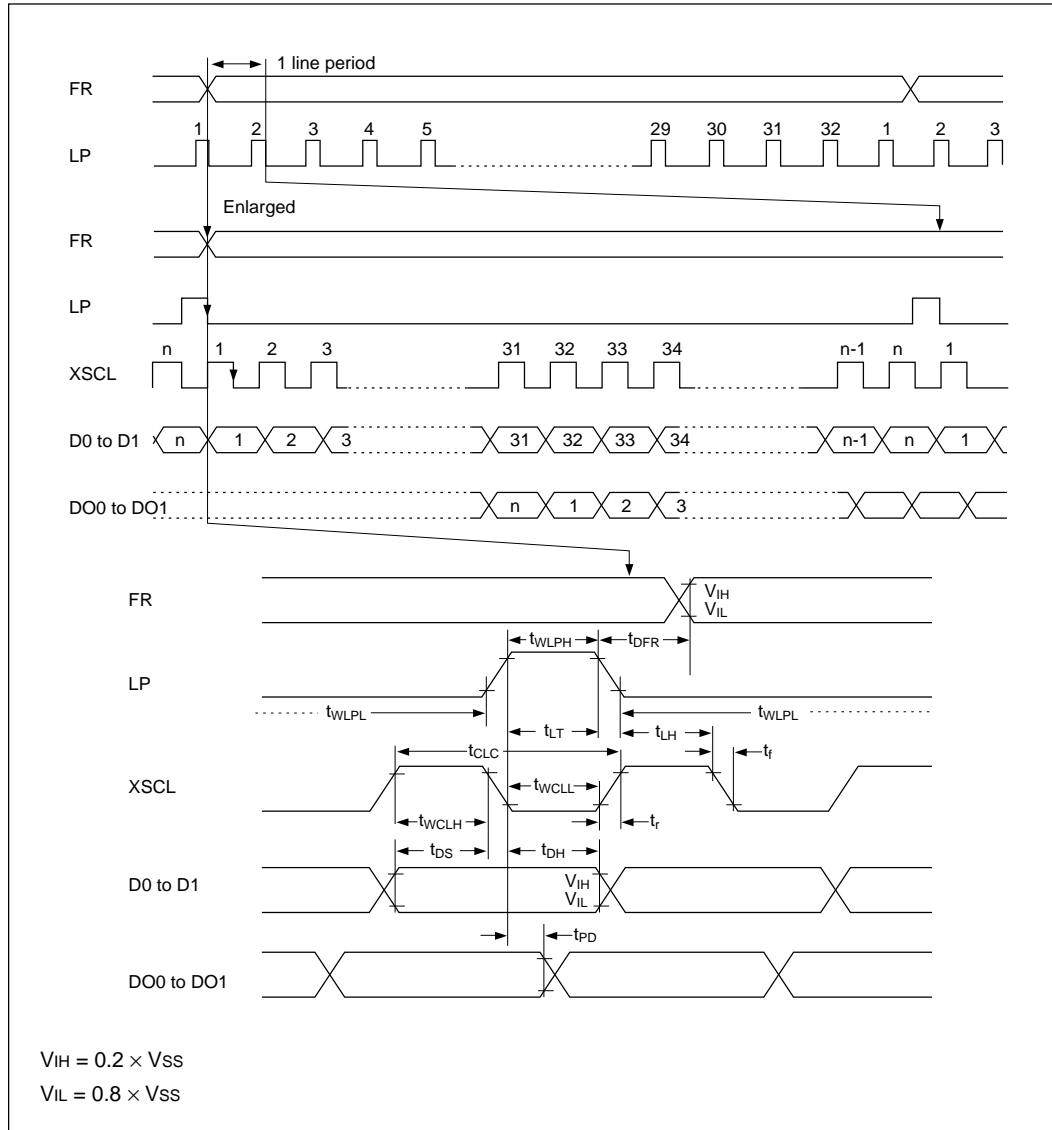 1 line period
FR
1 2 3 4 5 29 30 31 32 1 2 3
LP
Enlarged
FR
LP
n 1 2 3 31 32 33 34 n-1 n 1
XSCL
D0 to D1 n 1 2 3 31 32 33 34 n-1 n 1
DO0 to DO1 n 1 2 3
FR
VIH
VIL
tWLPH tDFR
LP
tWLPL tWLPL
tLT tLH
tCLC tf
XSCL
tWCLL
tWCLH tr
tDS tDH
D0 to D1
VIH
VIL
tPD
DO0 to DO1
VIH = 0.2 × VSS
VIL = 0.8 × VSS